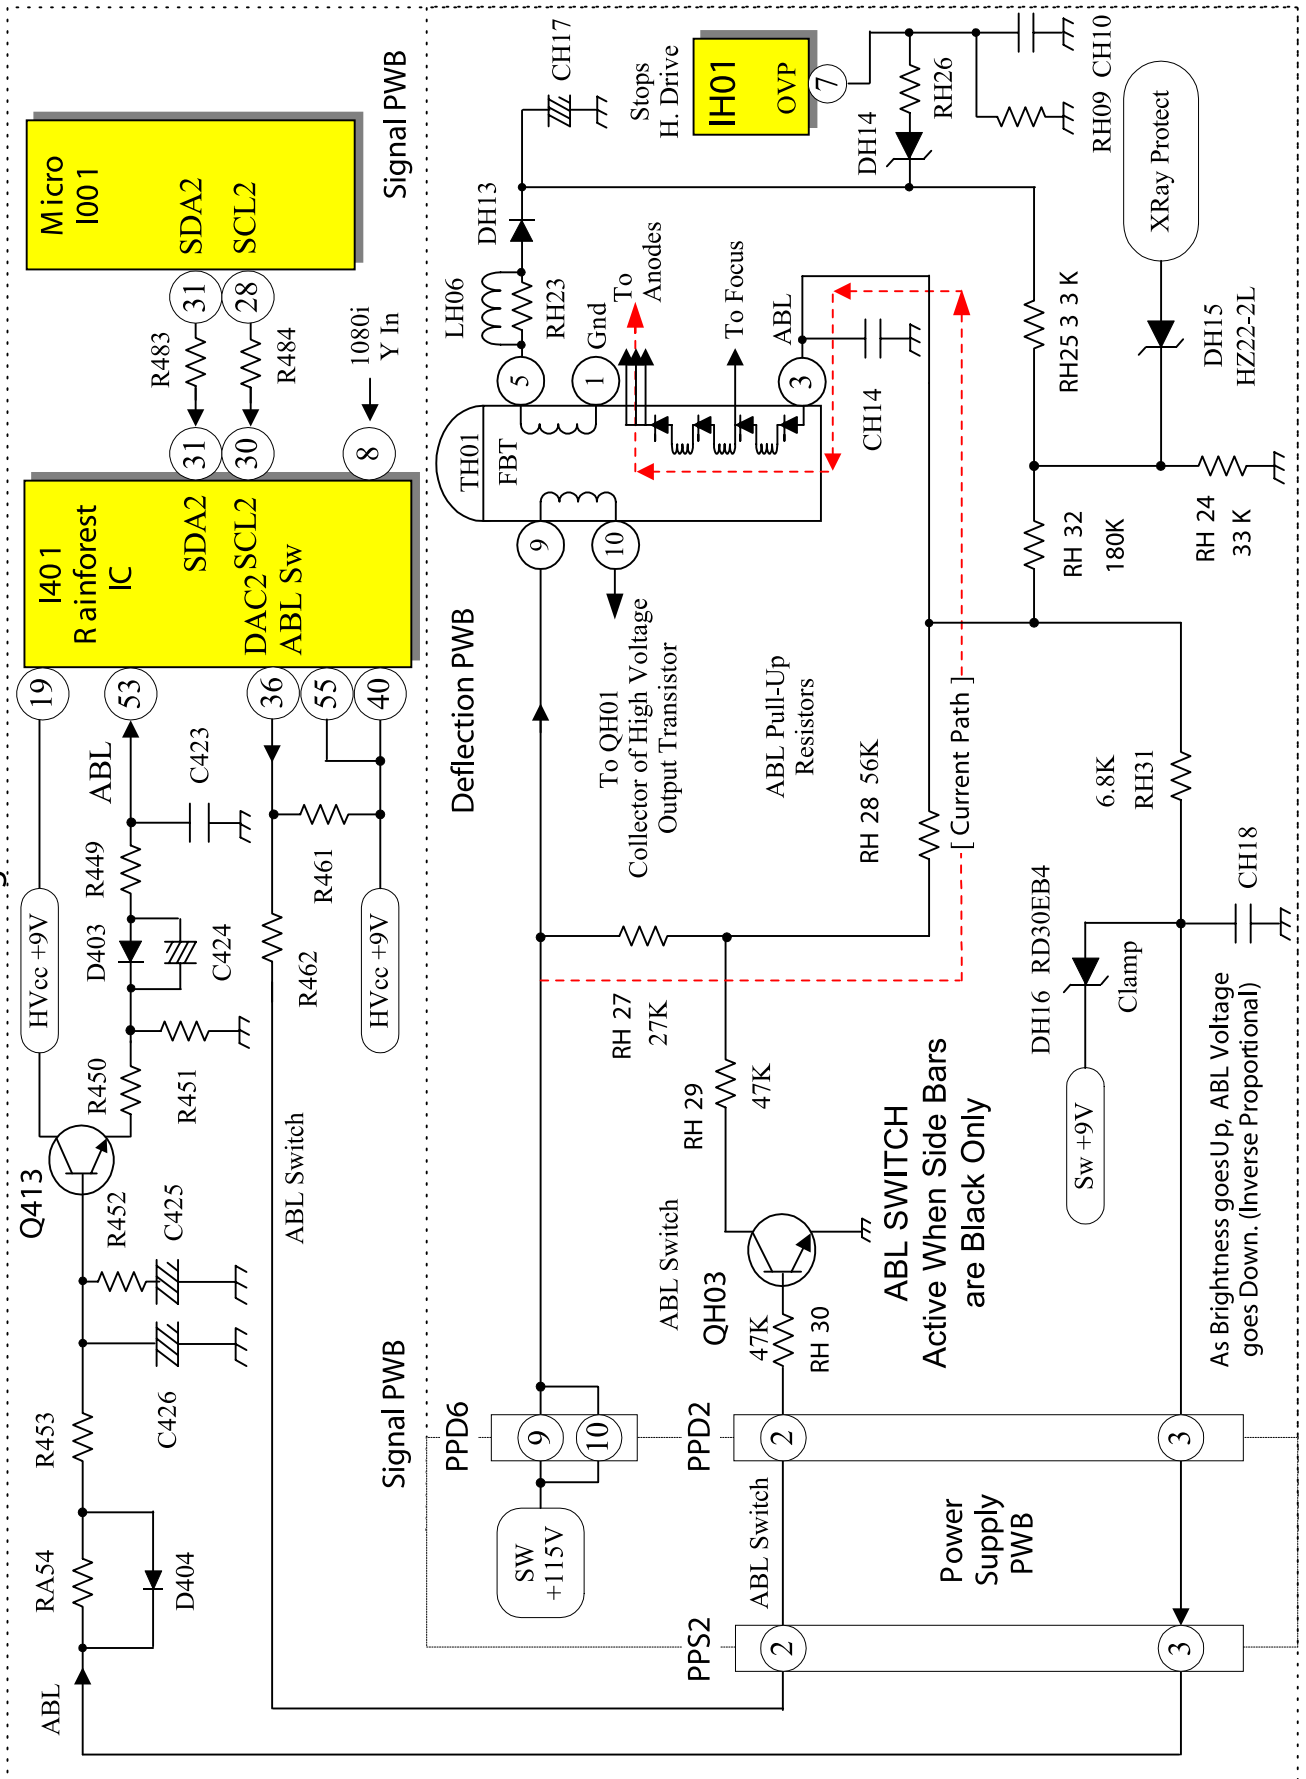 ABL
RA54
D404
R453
C426
R452
C425
Q413
R450
R451
HVcc +9V
D403
C424
R449
C423
ABL
19
53
36
55
40
ABL Switch
R462
R461
HVcc +9V
I401
Rainforest
IC
SDA2
SCL2
DAC2
ABL Sw
31
30
8
R483
R484
1080i
Y In
31
28
Micro
I001
SDA2
SCL2
Signal PWB
Signal PWB
Deflection PWB
PPD6
9
10
SW
+115V
PPD2
2
3
ABL Switch
Power
Supply
PWB
PPS2
2
3
ABL Switch
QH03
47K
RH 30
ABL SWITCH
Active When Side Bars
are Black Only
RH 29
47K
RH 27
27K
To QH01
Collector of High Voltage
Output Transistor
ABL Pull-Up
Resistors
RH 28 56K
[ Current Path ]
9
10
TH01
FBT
5
1
3
Gnd
To
Anodes
To Focus
ABL
CH14
LH06
RH23
DH13
CH17
Stops
H. Drive
IH01
OVP
7
DH14
RH26
RH09
CH10
XRay Protect
DH15
HZ22-2L
RH25 3 3 K
RH 32
180K
RH 24
33 K
6.8K
RH31
CH18
DH16 RD30EB4
Clamp
Sw +9V
As Brightness goesUp, ABL Voltage
goes Down. (Inverse Proportional)